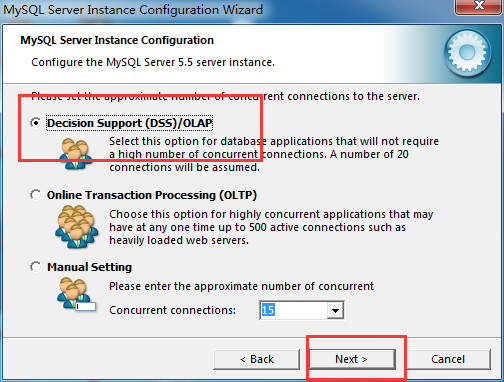 MySQL Server Instance Configuration Wizard
MySQL Server Instance Configuration
Configure the MySQL Server 5.5 server instance.
Please set the approximate number of concurrent connections to the server.
Decision Support (DSS)/OLAP
Select this option for database applications that will not require
a high number of concurrent connections. A number of 20
connections will be assumed.
Online Transaction Processing (OLTP)
Choose this option for highly concurrent applications that may
have at any one time up to 500 active connections such as
heavily loaded web servers.
Manual Setting
Please enter the approximate number of concurrent
Concurrent connections: 15
< Back Next > Cancel